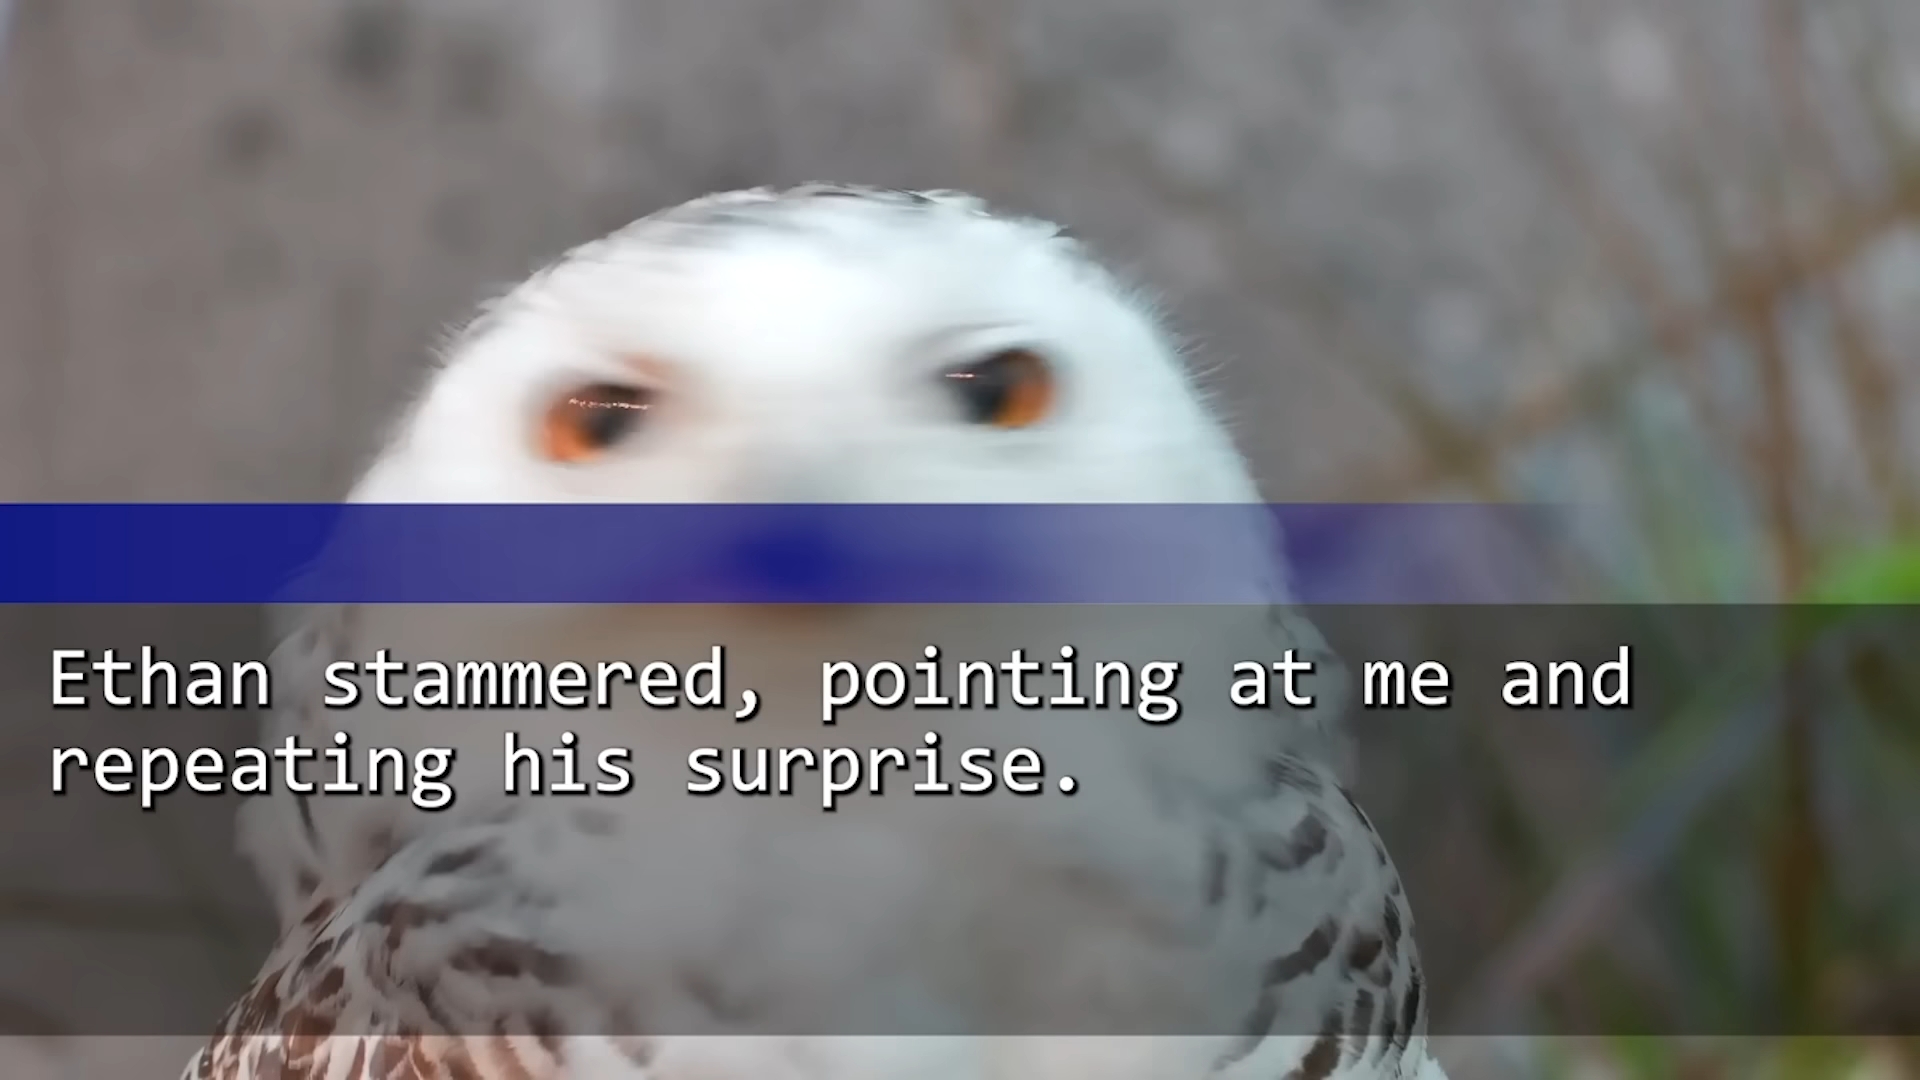 Ethan stammered, pointing at me and
repeating his surprise.